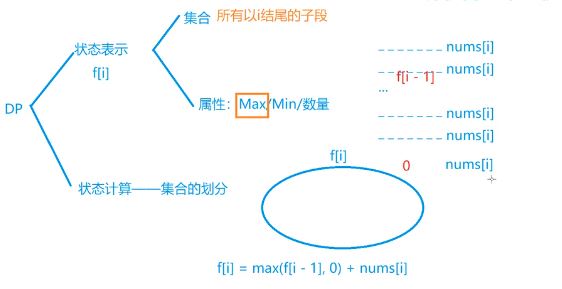 集合 所有以i结尾的子段
状态表示
f[i]
属性：Max/Min/数量
DP
状态计算——集合的划分
_ _ _ _ _ _ _ nums[i]
_ _ _ _ _ _ _ nums[i]
f[i - 1]
...
_ _ _ _ _ _ _ nums[i]
_ _ _ _ _ _ _ nums[i]
0 nums[i]
f[i]
f[i] = max(f[i - 1], 0) + nums[i]